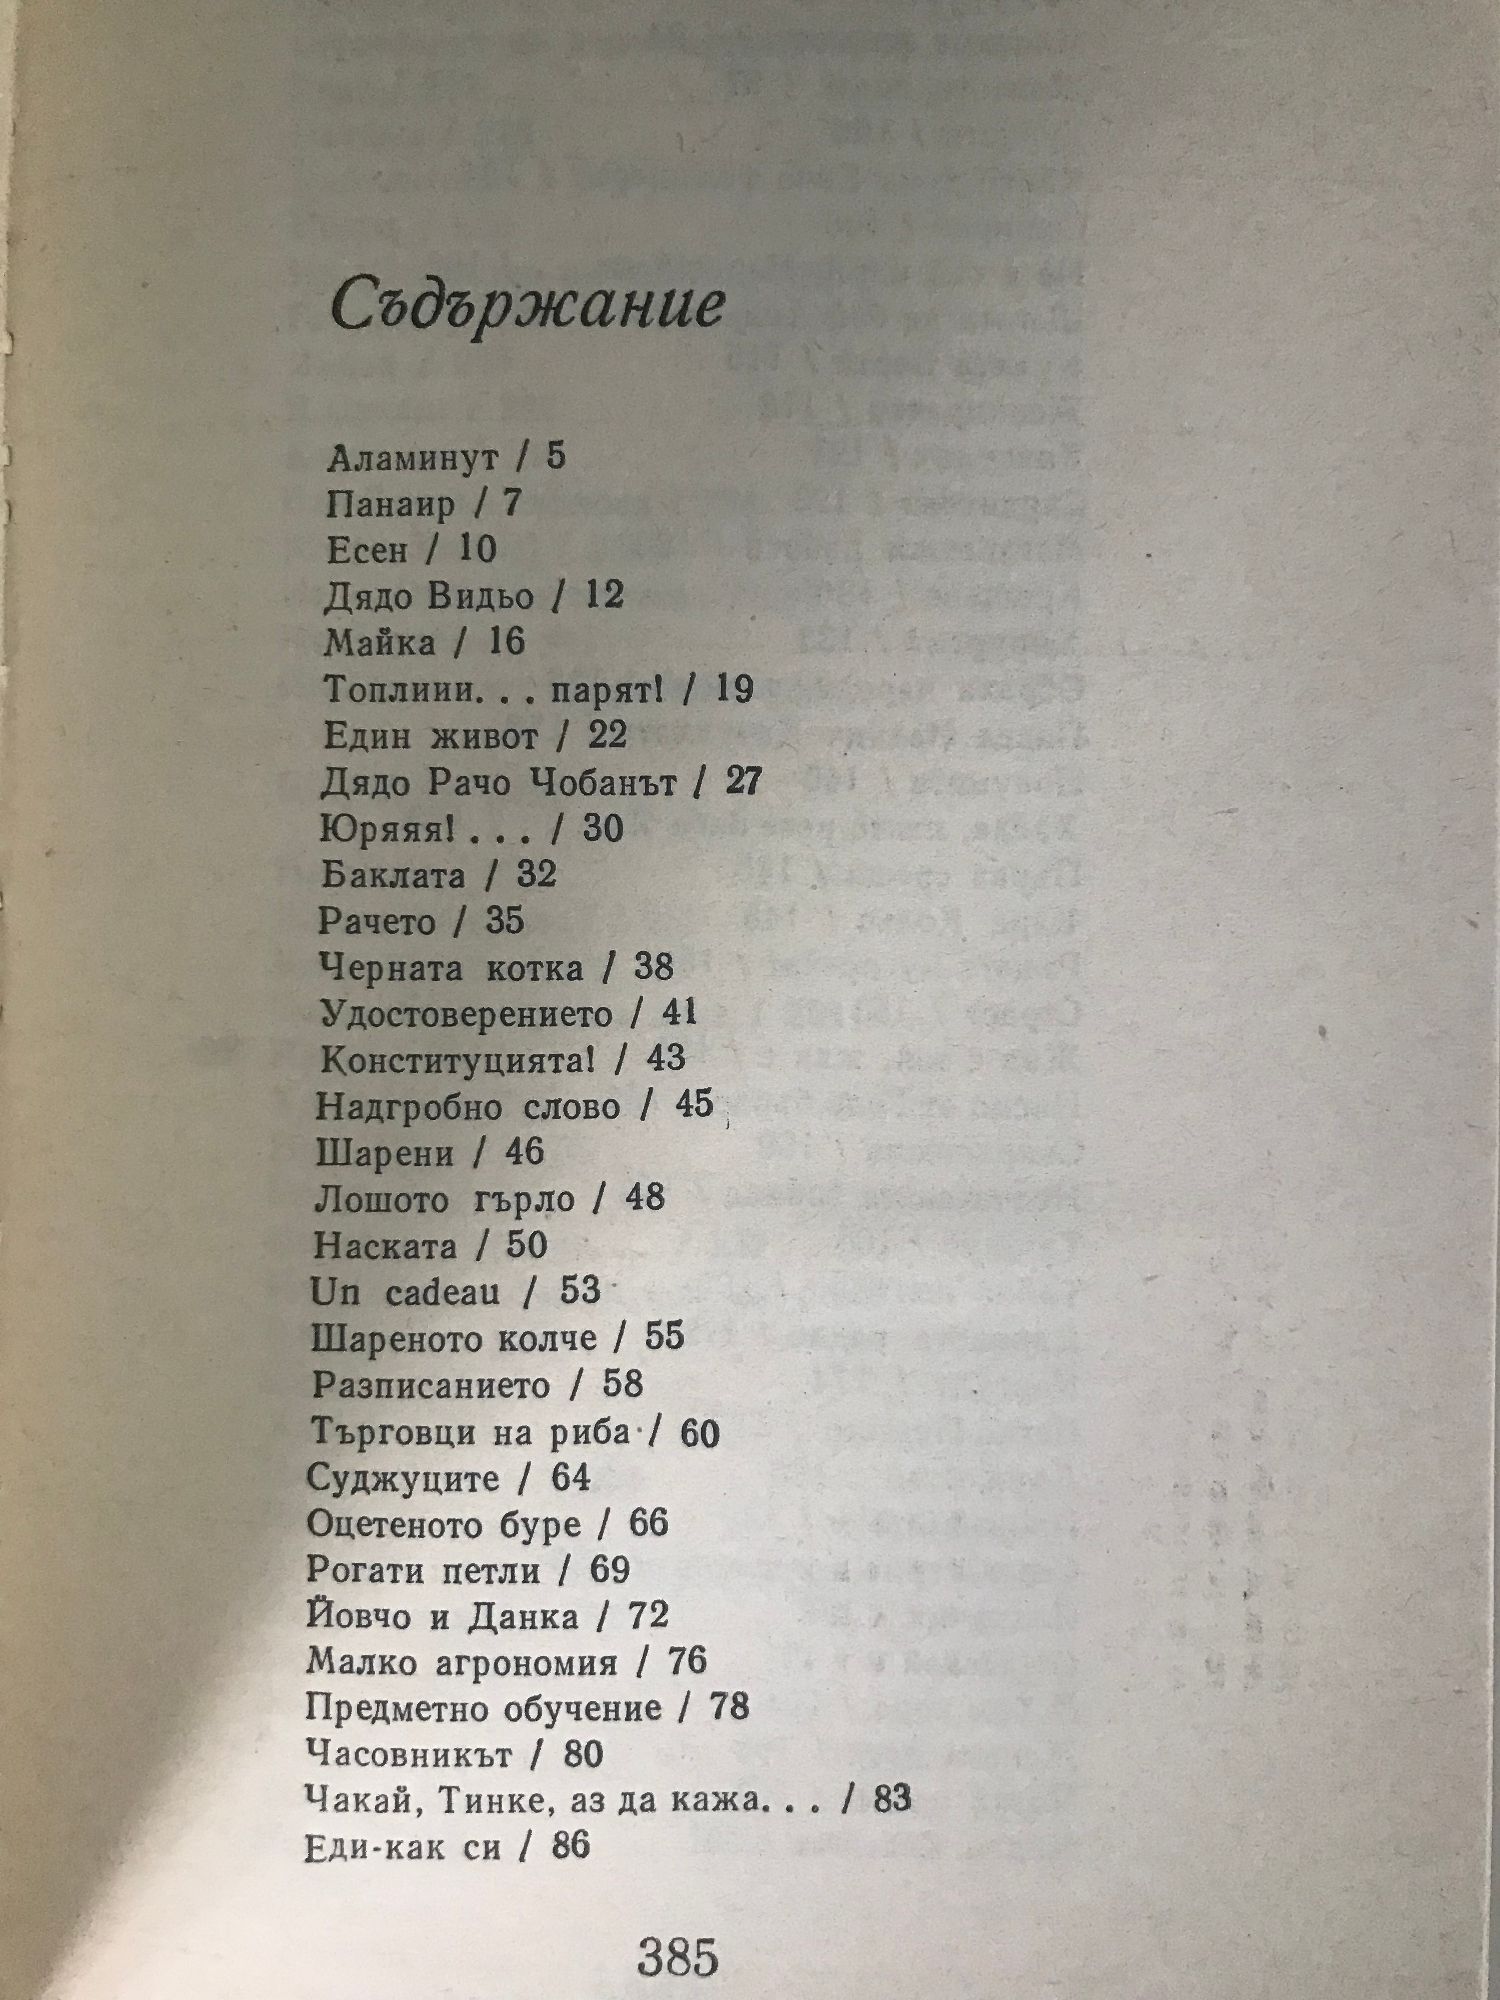 Съдържание
Аламинут / 5
Панаир / 7
Есен / 10
Дядо Видьо / 12
Майка / 16
Топлиии. . . парят! / 19
Един живот / 22
Дядо Рачо Чобанът / 27
Юряяя! . . . / 30
Баклата / 32
Рачето / 35
Черната котка / 38
Удостоверението / 41
Конституцията! / 43
Надгробно слово / 45
Шарени / 46
Лошото гърло / 48
Наската / 50
Un cadeau / 53
Шареното колче / 55
Разписанието / 58
Търговци на риба / 60
Суджуците / 64
Оцетеното буре / 66
Рогати петли / 69
Йовчо и Данка / 72
Малко агрономия / 76
Предметно обучение / 78
Часовникът / 80
Чакай, Тинке, аз да кажа. . . / 83
Еди-как си / 86
385